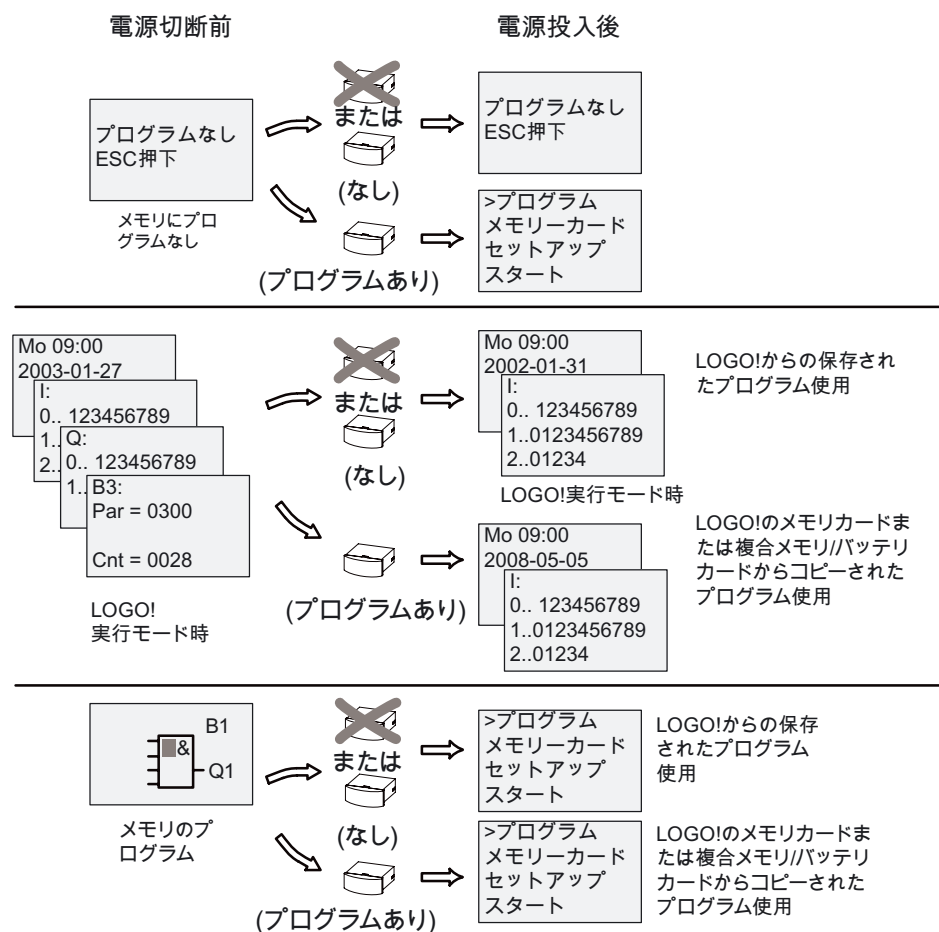 電源切断前
電源投入後
プログラムなし
ESC押下
メモリにプロ
グラムなし
または
(なし)
(プログラムあり)
プログラムなし
ESC押下
>プログラム
メモリーカード
セットアップ
スタート
Mo 09:00
2003-01-27
I:
0.. 123456789
1..
2..
Q:
0.. 123456789
1..
B3:
Par = 0300
Cnt = 0028
LOGO!
実行モード時
または
(なし)
(プログラムあり)
Mo 09:00
2002-01-31
I:
0.. 123456789
1..0123456789
2..01234
LOGO!実行モード時
LOGO!からの保存され
たプログラム使用
Mo 09:00
2008-05-05
I:
0.. 123456789
1..0123456789
2..01234
LOGO!のメモリカードま
たは複合メモリ/バッテリ
カードからコピーされた
プログラム使用
B1
&
Q1
メモリのプ
ログラム
または
(なし)
(プログラムあり)
>プログラム
メモリーカード
セットアップ
スタート
LOGO!からの保存
されたプログラム
使用
>プログラム
メモリーカード
セットアップ
スタート
LOGO!のメモリカードま
たは複合メモリ/バッテリ
カードからコピーされた
プログラム使用